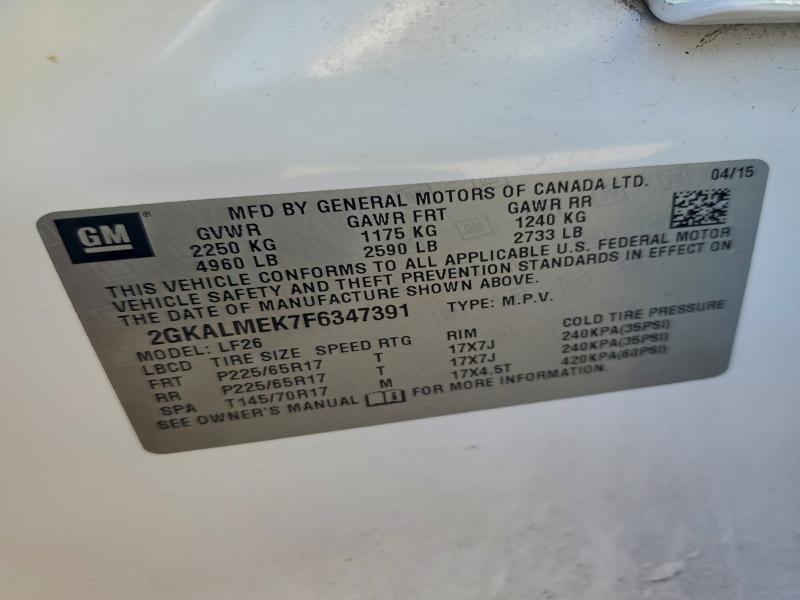 GM ®
MFD BY GENERAL MOTORS OF CANADA LTD. 04/15
GVWR GAWR FRT GAWR RR
2250 KG 1175 KG 1240 KG
4960 LB 2590 LB 2733 LB
THIS VEHICLE CONFORMS TO ALL APPLICABLE U.S. FEDERAL MOTOR
VEHICLE SAFETY AND THEFT PREVENTION STANDARDS IN EFFECT ON
THE DATE OF MANUFACTURE SHOWN ABOVE.
2GKALMEK7F6347391 TYPE: M.P.V.
MODEL: LF26
LBCD TIRE SIZE SPEED RTG RIM COLD TIRE PRESSURE
FRT P225/65R17 T 17X7J 240KPA(35PSI)
RR P225/65R17 T 17X7J 240KPA(35PSI)
SPA T145/70R17 M 17X4.5T 420KPA(60PSI)
SEE OWNER'S MANUAL FOR MORE INFORMATION.